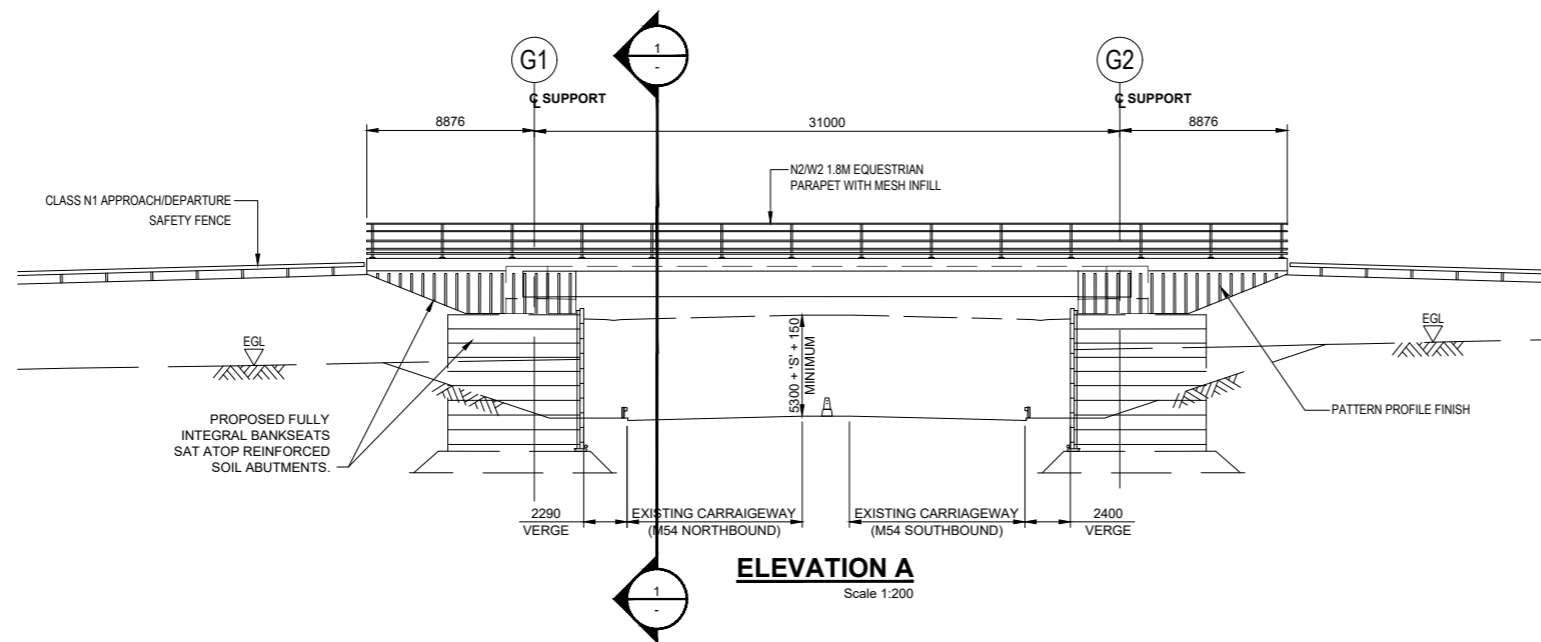 1
-
G1
G2
℄ SUPPORT
℄ SUPPORT
8876
31000
8876
N2/W2 1.8M EQUESTRIAN
PARAPET WITH MESH INFILL
CLASS N1 APPROACH/DEPARTURE
SAFETY FENCE
EGL
EGL
5300 + 'S' + 150
MINIMUM
PROPOSED FULLY
INTEGRAL BANKSEATS
SAT ATOP REINFORCED
SOIL ABUTMENTS.
PATTERN PROFILE FINISH
2290
VERGE
EXISTING CARRAIGEWAY
(M54 NORTHBOUND)
EXISTING CARRIAGEWAY
(M54 SOUTHBOUND)
2400
VERGE
ELEVATION A
Scale 1:200
1
-